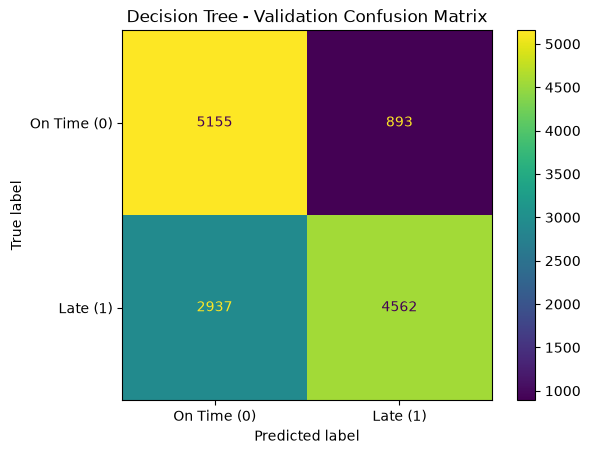 Decision Tree - Validation Confusion Matrix
True label
On Time (0)
5155
893
Late (1)
2937
4562
On Time (0)
Late (1)
Predicted label
5000
4500
4000
3500
3000
2500
2000
1500
1000